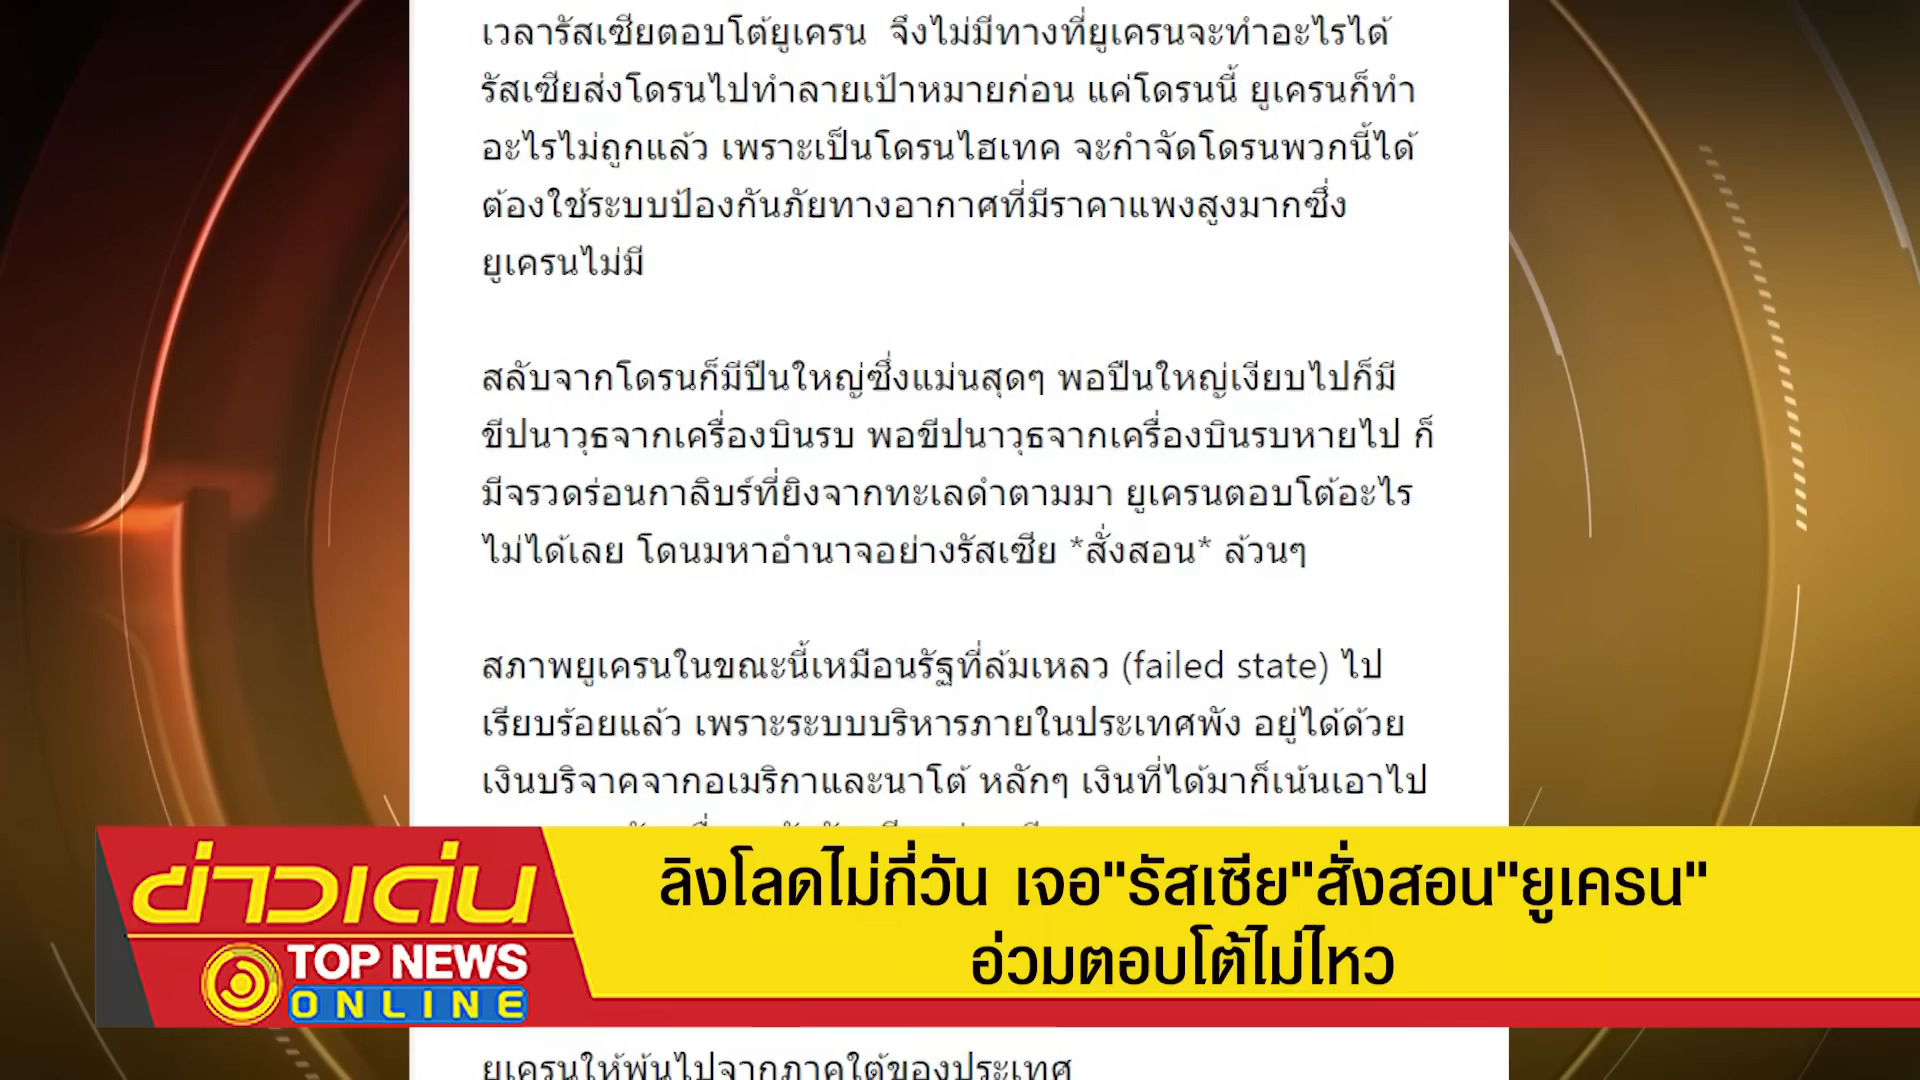 เวลารัสเซียตอบโต้ยูเครน จึงไม่มีทางที่ยูเครนจะทำอะไรได้
รัสเซียส่งโดรนไปทำลายเป้าหมายก่อน แค่โดรนนี้ ยูเครนก็ทำ
อะไรไม่ถูกแล้ว เพราะเป็นโดรนไฮเทค จะกำจัดโดรนพวกนี้ได้
ต้องใช้ระบบป้องกันภัยทางอากาศที่มีราคาแพงสูงมากซึ่ง
ยูเครนไม่มี
สลับจากโดรนก็มีปืนใหญ่ซึ่งแม่นสุดๆ พอปืนใหญ่เงียบไปก็มี
ขีปนาวุธจากเครื่องบินรบ พอขีปนาวุธจากเครื่องบินรบหายไป ก็
มีจรวดร่อนกาลิบร์ที่ยิงจากทะเลดำตามมา ยูเครนตอบโต้อะไร
ไม่ได้เลย โดนมหาอำนาจอย่างรัสเซีย *สั่งสอน* ล้วนๆ
สภาพยูเครนในขณะนี้เหมือนรัฐที่ล้มเหลว (failed state) ไป
เรียบร้อยแล้ว เพราะระบบบริหารภายในประเทศพัง อยู่ได้ด้วย
เงินบริจาคจากอเมริกาและนาโต้ หลักๆ เงินที่ได้มาก็เน้นเอาไป
ข่าวเด่น
TOP NEWS
ONLINE
ลิงโลดไม่กี่วัน เจอ"รัสเซีย"สั่งสอน"ยูเครน"
อ่วมตอบโต้ไม่ไหว
ยูเครนให้พ้นไปจากภาคใต้ของประเทศ